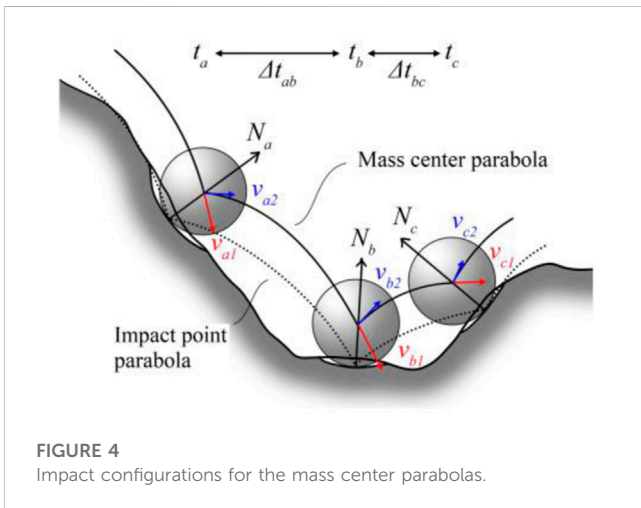 t_a t_b t_c
Δt_ab Δt_bc
N_a
Mass center parabola
v_a2
N_c
v_c2
v_a1
N_b
v_c1
v_b2
Impact point
parabola
v_b1
FIGURE 4
Impact configurations for the mass center parabolas.